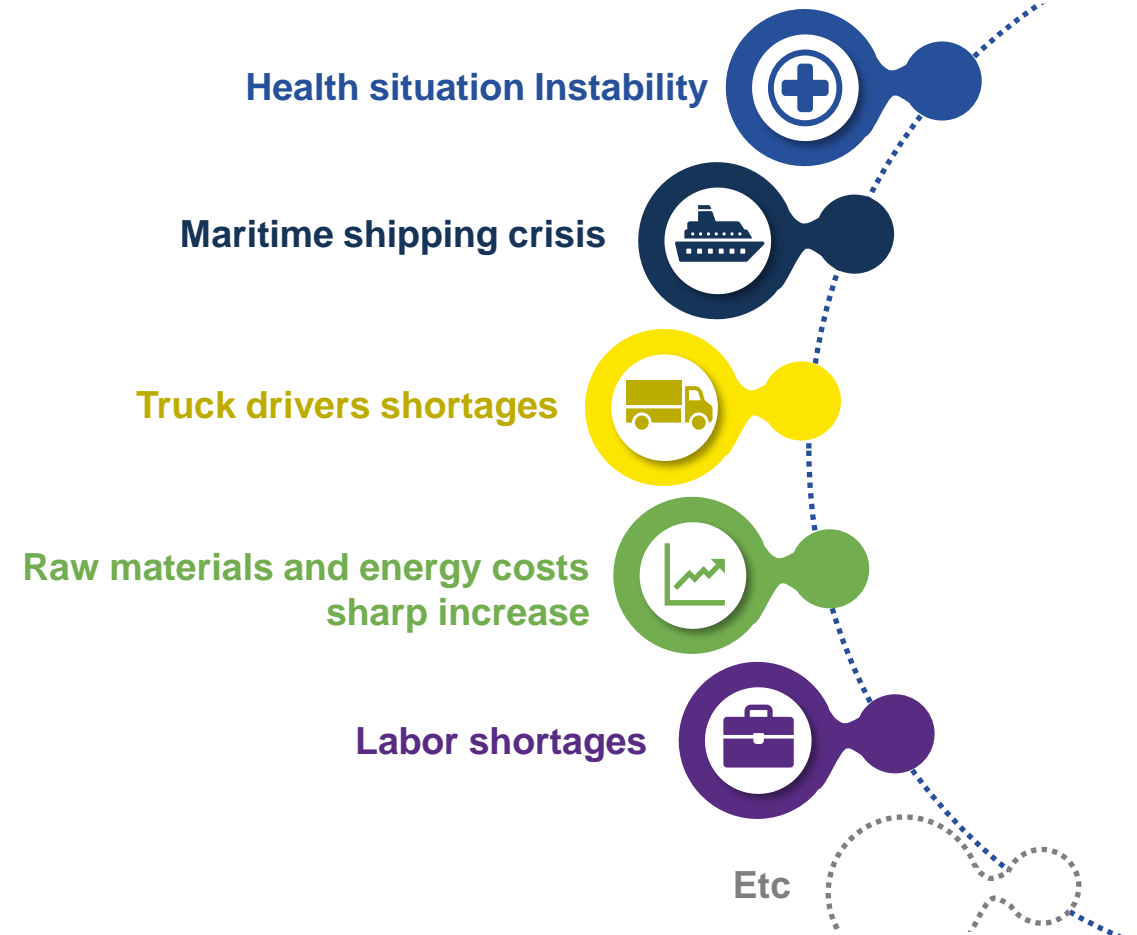 Health situation Instability
Maritime shipping crisis
Truck drivers shortages
Raw materials and energy costs
sharp increase
Labor shortages
Etc